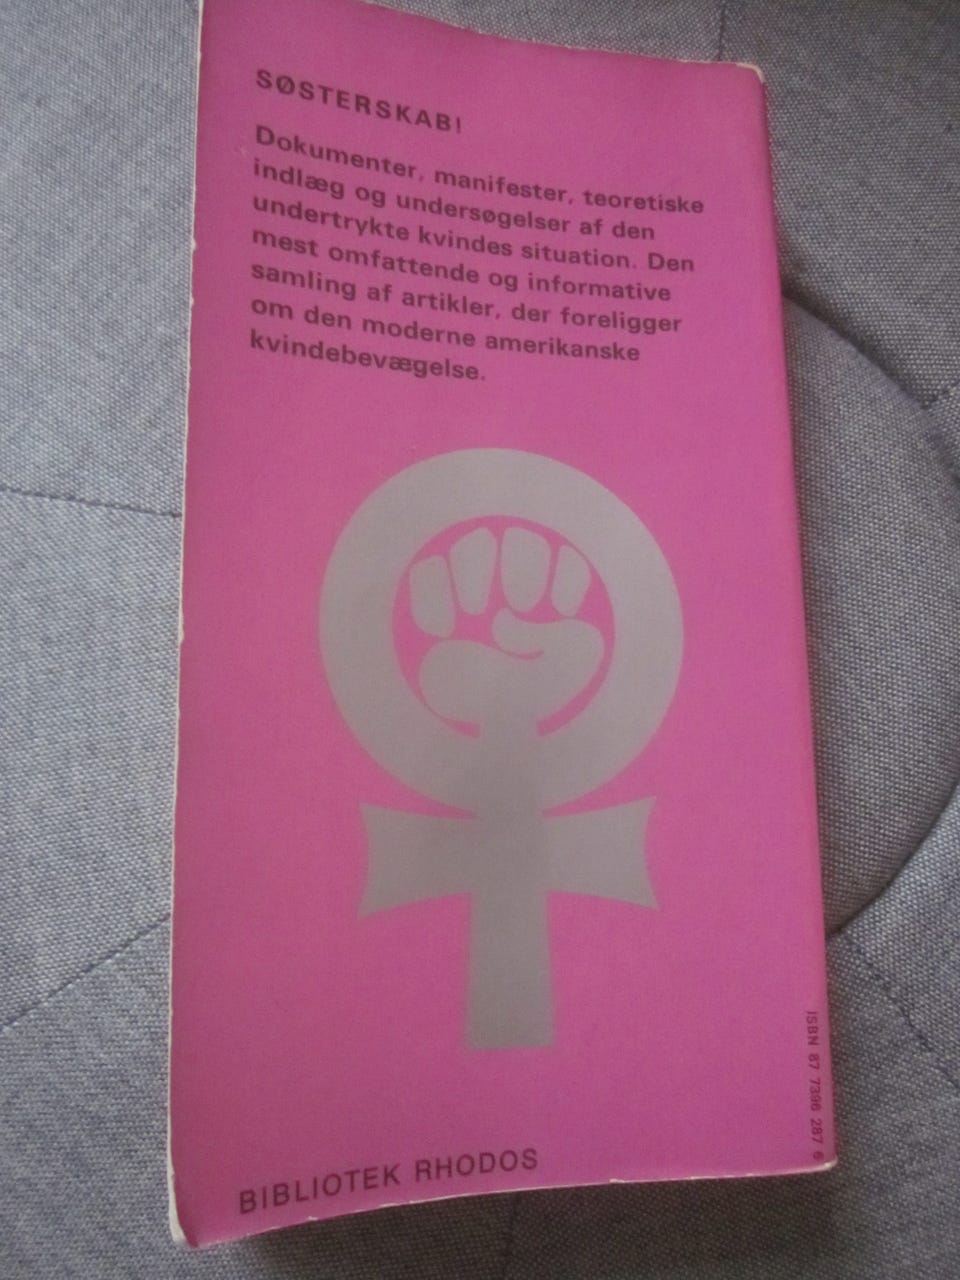 SØSTERSKAB!
Dokumenter, manifester, teoretiske
indlæg og undersøgelser af den
undertrykte kvindes situation. Den
mest omfattende og informative
samling af artikler, der foreligger
om den moderne amerikanske
kvindebevægelse.
ISBN 87 7396 287 6
BIBLIOTEK RHODOS